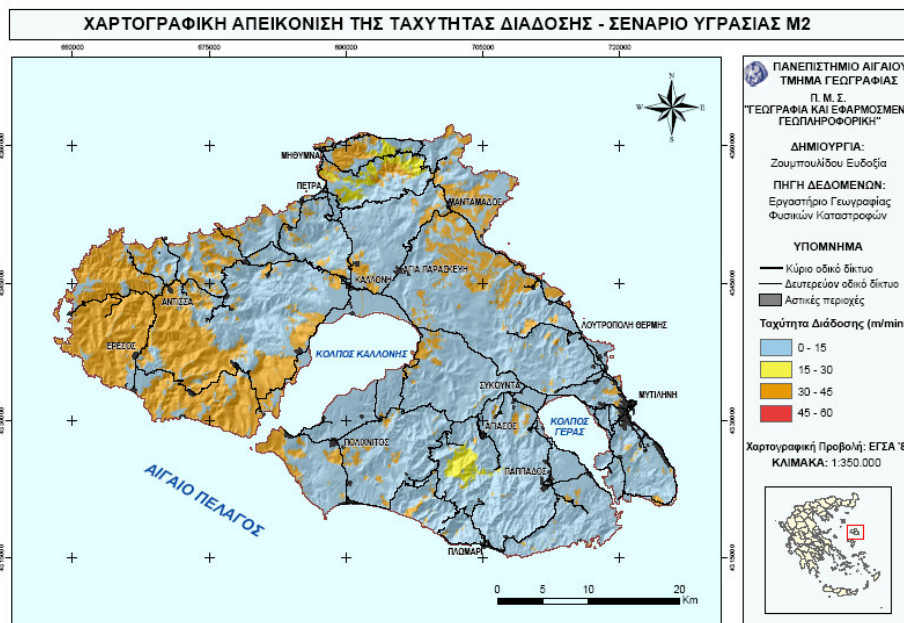 ΧΑΡΤΟΓΡΑΦΙΚΗ ΑΠΕΙΚΟΝΙΣΗ ΤΗΣ ΤΑΧΥΤΗΤΑΣ ΔΙΑΔΟΣΗΣ - ΣΕΝΑΡΙΟ ΥΓΡΑΣΙΑΣ M2
660000 675000 690000 705000 720000
N
W E
S
ΜΗΘΥΜΝΑ
ΠΕΤΡΑ
ΜΑΝΤΑΜΑΔΟΣ
ΑΓΙΑ ΠΑΡΑΣΚΕΥΗ
ΚΑΛΛΟΝΗ
ΑΝΤΙΣΣΑ
ΛΟΥΤΡΟΠΟΛΗ ΘΕΡΜΗΣ
ΕΡΕΣΟΣ
ΚΟΛΠΟΣ ΚΑΛΛΟΝΗΣ
ΣΥΚΟΥΝΤΑ
ΜΥΤΙΛΗΝΗ
ΚΟΛΠΟΣ
ΓΕΡΑΣ
ΑΓΙΑΣΟΣ
ΠΟΛΙΧΝΙΤΟΣ
ΠΑΠΠΑΔΟΣ
ΑΙΓΑΙΟ ΠΕΛΑΓΟΣ
ΠΛΩΜΑΡΙ
0 5 10 20
Km
ΠΑΝΕΠΙΣΤΗΜΙΟ ΑΙΓΑΙΟΥ
ΤΜΗΜΑ ΓΕΩΓΡΑΦΙΑΣ
Π. Μ. Σ.
"ΓΕΩΓΡΑΦΙΑ ΚΑΙ ΕΦΑΡΜΟΣΜΕΝ
ΓΕΩΠΛΗΡΟΦΟΡΙΚΗ"
ΔΗΜΙΟΥΡΓΙΑ:
Ζουμπουλίδου Ευδοξία
ΠΗΓΗ ΔΕΔΟΜΕΝΩΝ:
Εργαστήριο Γεωγραφίας
Φυσικών Καταστροφών
ΥΠΟΜΝΗΜΑ
Κύριο οδικό δίκτυο
Δευτερεύον οδικό δίκτυο
Αστικές περιοχές
Ταχύτητα Διάδοσης (m/min
0 - 15
15 - 30
30 - 45
45 - 60
Χαρτογραφική Προβολή: ΕΓΣΑ '8
ΚΛΙΜΑΚΑ: 1:350.000